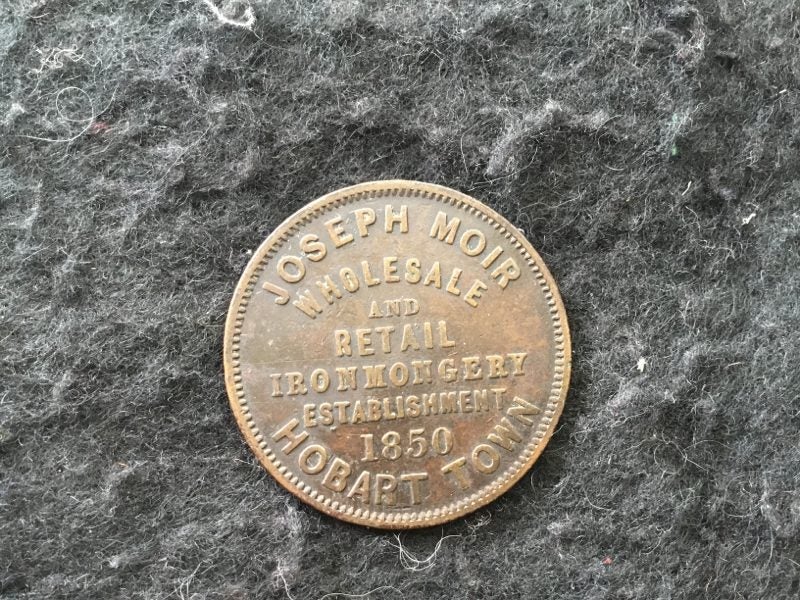 JOSEPH MOIR
WHOLESALE
AND
RETAIL
IRONMONGERY
ESTABLISHMENT
1850
HOBART TOWN